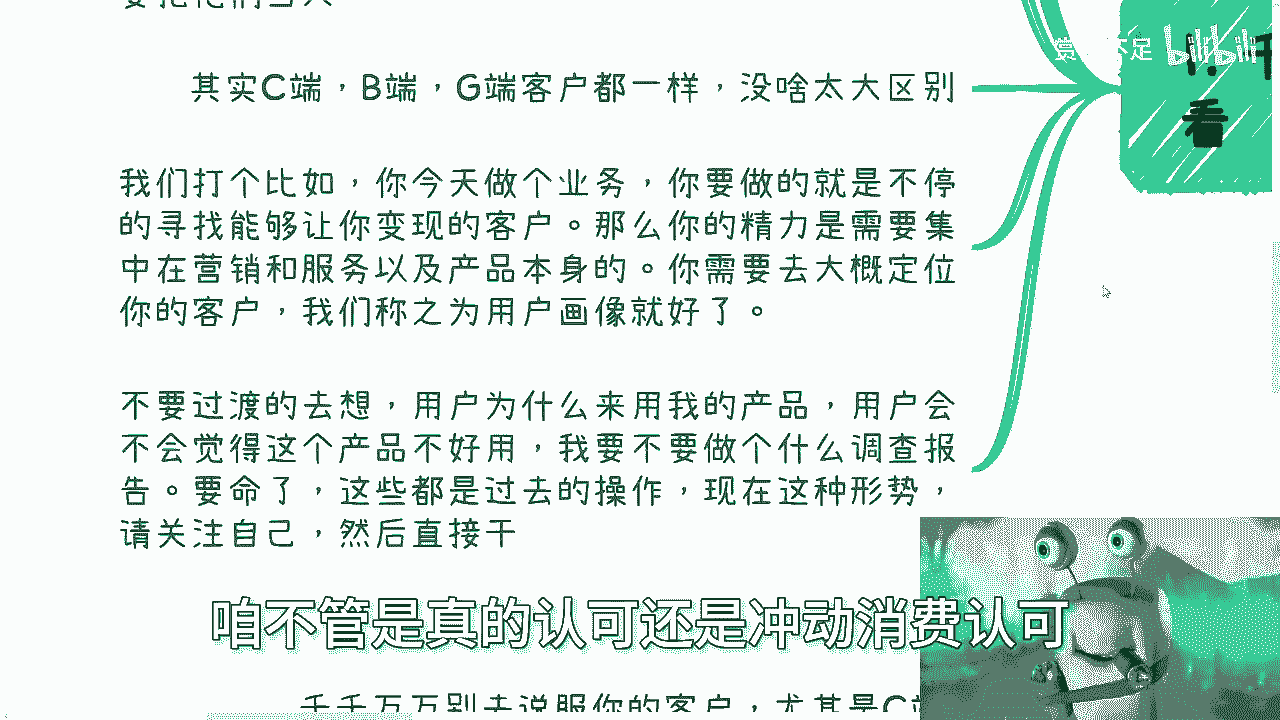 其实C端，B端，G端客户都一样，没啥太大区别
我们打个比如，你今天做个业务，你要做的就是不停
的寻找能够让你变现的客户。那么你的精力是需要集
中在营销和服务以及产品本身的。你需要去大概定位
你的客户，我们称之为用户画像就好了。
不要过渡的去想，用户为什么来用我的产品，用户会
不会觉得这个产品不好用，我要不要做个什么调查报
告。要命了，这些都是过去的操作，现在这种形势，
请关注自己，然后直接干
千千万万别去说服你的客户，尤其是C
不足 bilibili
1.
看
咱不管是真的认可还是冲动消费认可